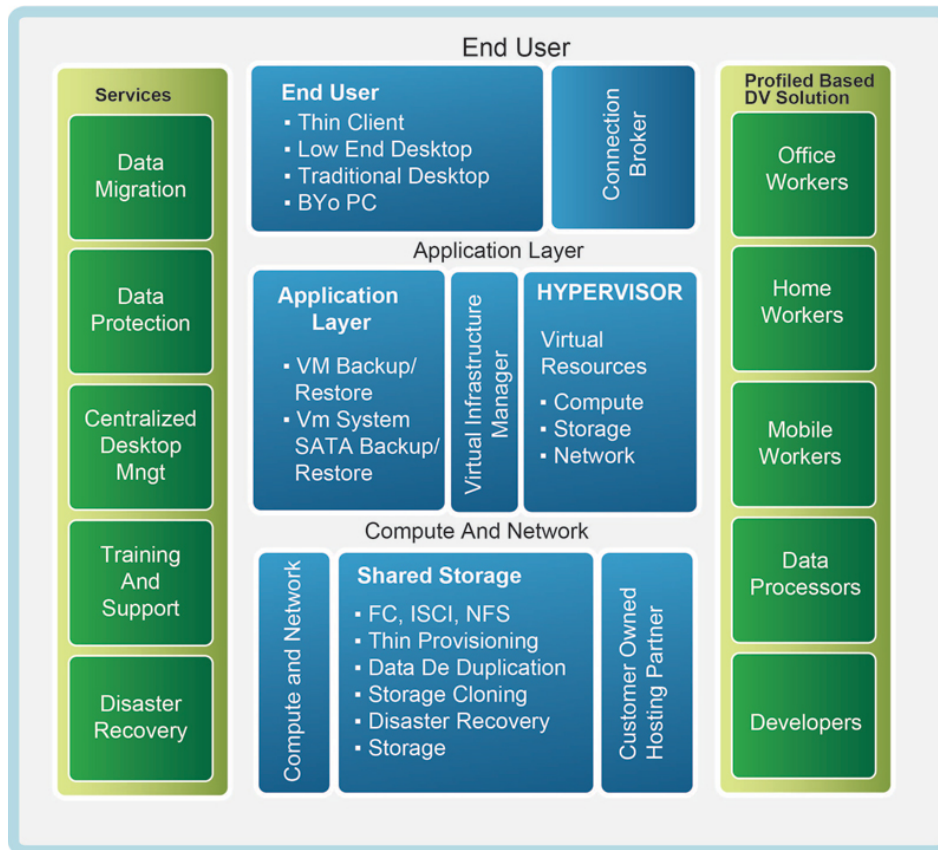 End User
Services
Data
Migration
Data
Protection
Centralized
Desktop
Mngt
Training
And
Support
Disaster
Recovery
End User
▪ Thin Client
▪ Low End Desktop
▪ Traditional Desktop
▪ BYo PC
Connection
Broker
Application Layer
Application
Layer
▪ VM Backup/
Restore
▪ Vm System
SATA Backup/
Restore
Virtual Infrastructure
Manager
HYPERVISOR
Virtual
Resources
▪ Compute
▪ Storage
▪ Network
Compute And Network
Compute and Network
Shared Storage
▪ FC, ISCI, NFS
▪ Thin Provisioning
▪ Data De Duplication
▪ Storage Cloning
▪ Disaster Recovery
▪ Storage
Customer Owned
Hosting Partner
Profiled Based
DV Solution
Office
Workers
Home
Workers
Mobile
Workers
Data
Processors
Developers